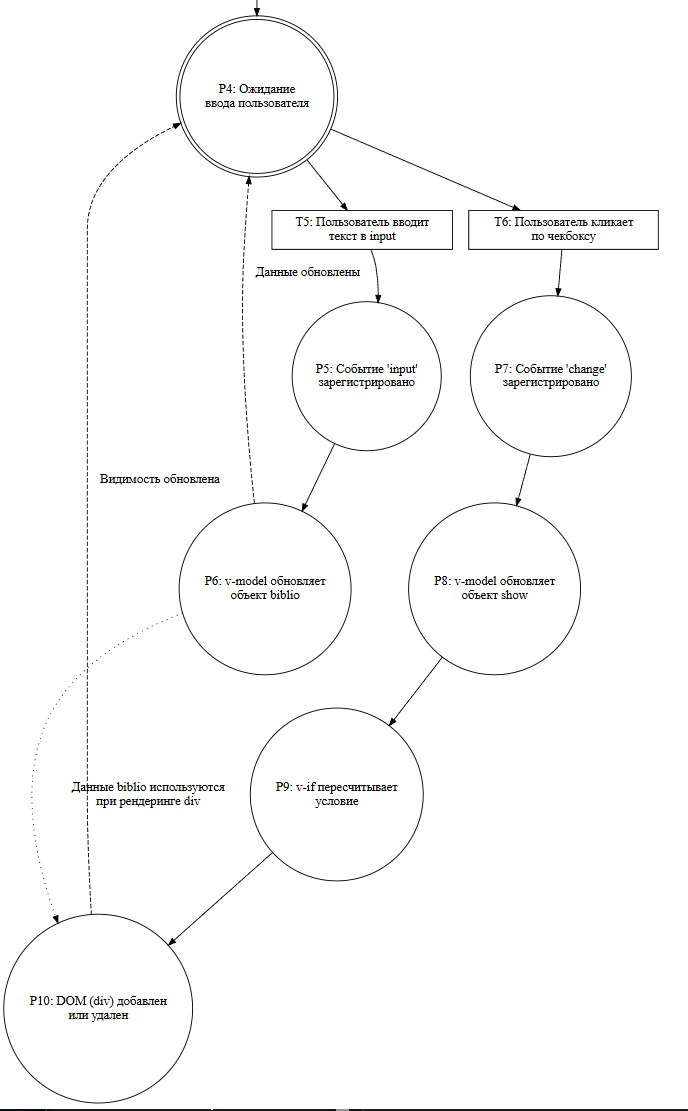 P4: Ожидание
ввода пользователя
T5: Пользователь вводит
текст в input
T6: Пользователь кликает
по чекбоксу
Данные обновлены
P5: Событие 'input'
зарегистрировано
P7: Событие 'change'
зарегистрировано
Видимость обновлена
P6: v-model обновляет
объект biblio
P8: v-model обновляет
объект show
Данные biblio используются
при рендеринге div
P9: v-if пересчитывает
условие
P10: DOM (div) добавлен
или удален